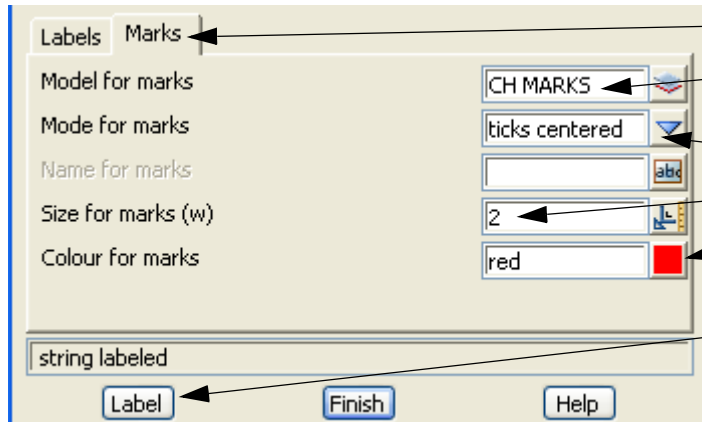 Labels Marks
Model for marks CH MARKS
Mode for marks ticks centered
Name for marks abc
Size for marks (w) 2
Colour for marks red
string labeled
Label Finish Help